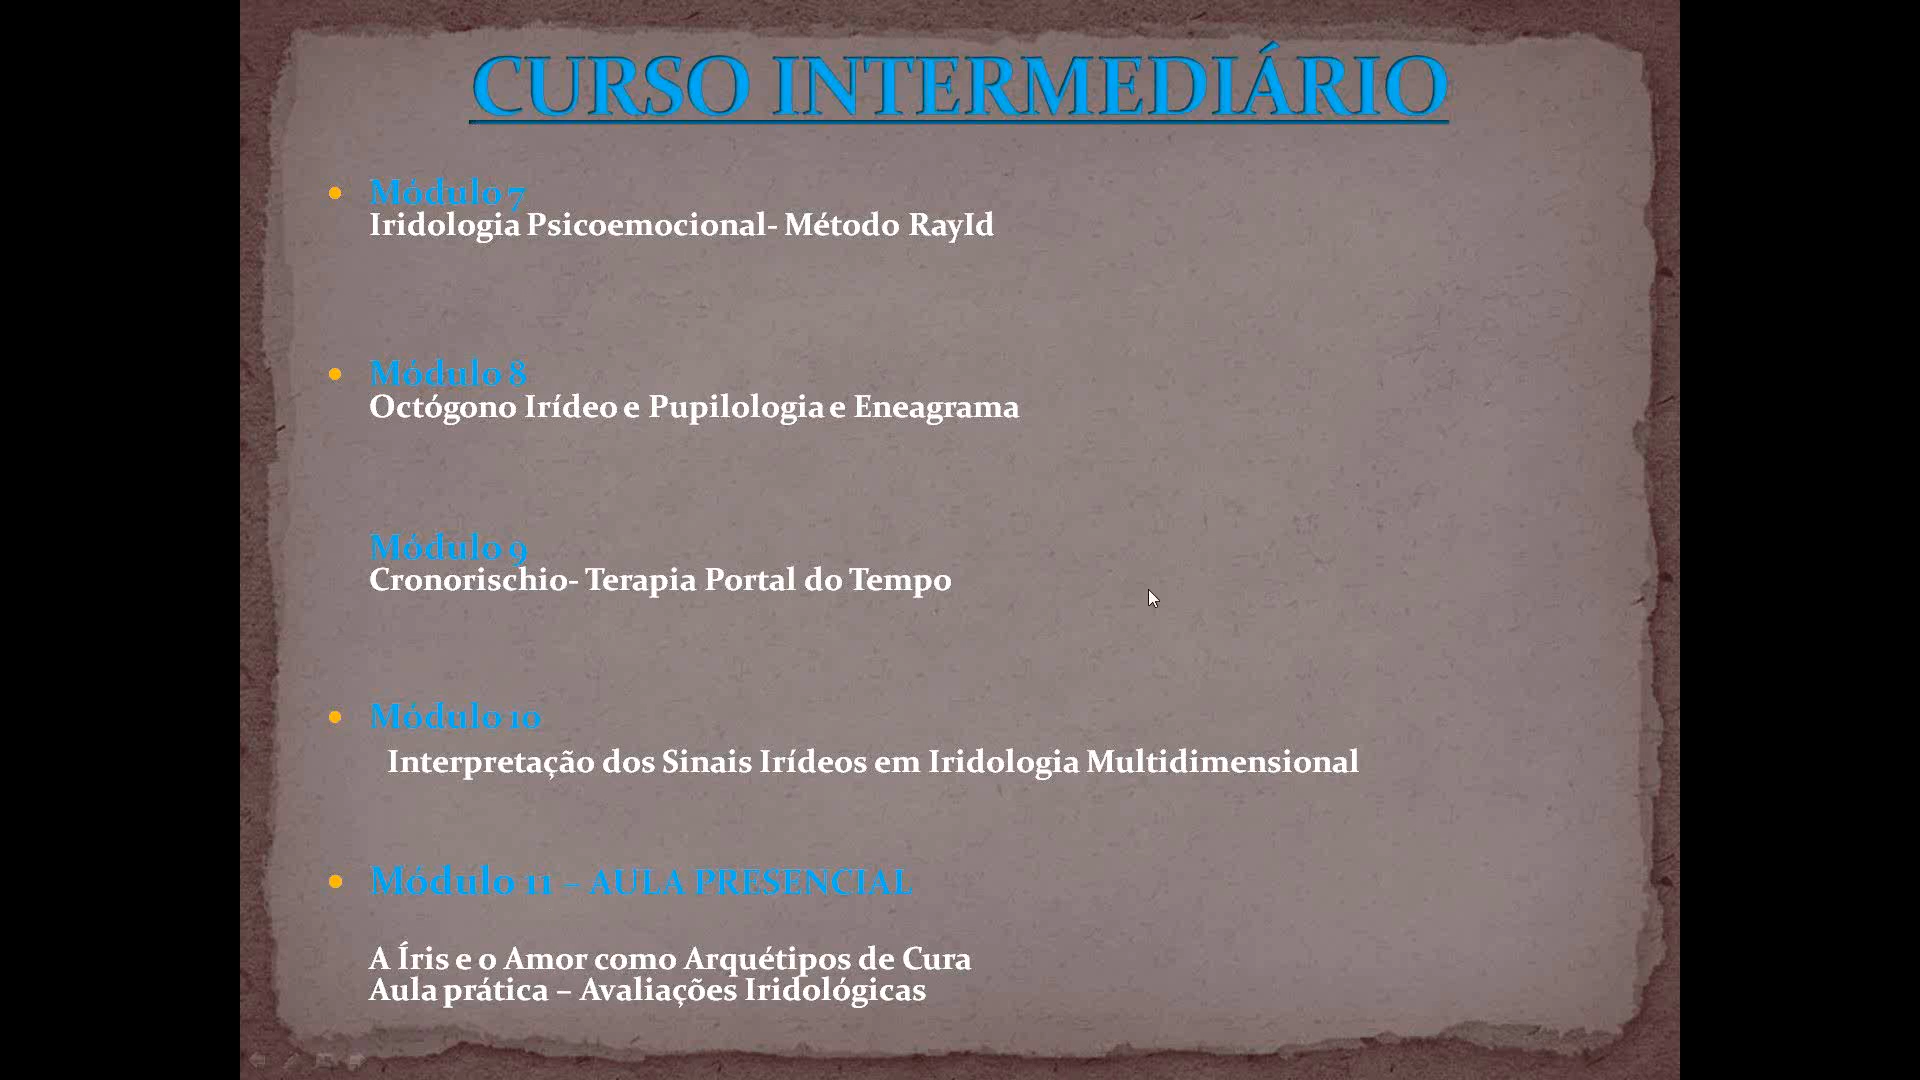 CURSO INTERMEDIÁRIO
Módulo 7
Iridologia Psicoemocional- Método RayId
Módulo 8
Octógono Irídeo e Pupilologia e Eneagrama
Módulo 9
Cronorischio- Terapia Portal do Tempo
Módulo 10
Interpretação dos Sinais Irídeos em Iridologia Multidimensional
Módulo 11 – AULA PRESENCIAL
A Íris e o Amor como Arquétipos de Cura
Aula prática – Avaliações Iridológicas